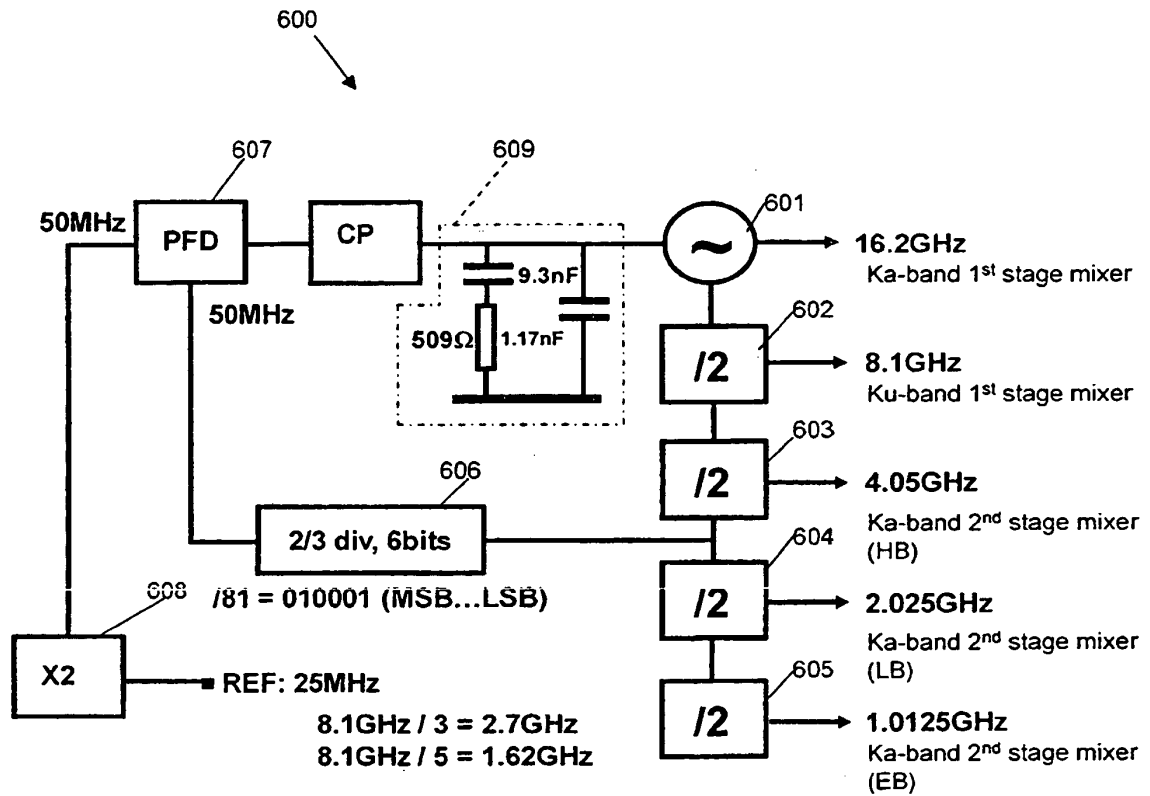 600
607
609
601
50MHz
PFD
CP
~
16.2GHz
Ka-band 1st stage mixer
9.3nF
50MHz
602
509Ω
1.17nF
/2
8.1GHz
Ku-band 1st stage mixer
603
606
/2
4.05GHz
Ka-band 2nd stage mixer
(HB)
2/3 div, 6bits
604
/81 = 010001 (MSB...LSB)
608
/2
2.025GHz
Ka-band 2nd stage mixer
(LB)
X2
REF: 25MHz
605
8.1GHz / 3 = 2.7GHz
8.1GHz / 5 = 1.62GHz
/2
1.0125GHz
Ka-band 2nd stage mixer
(EB)